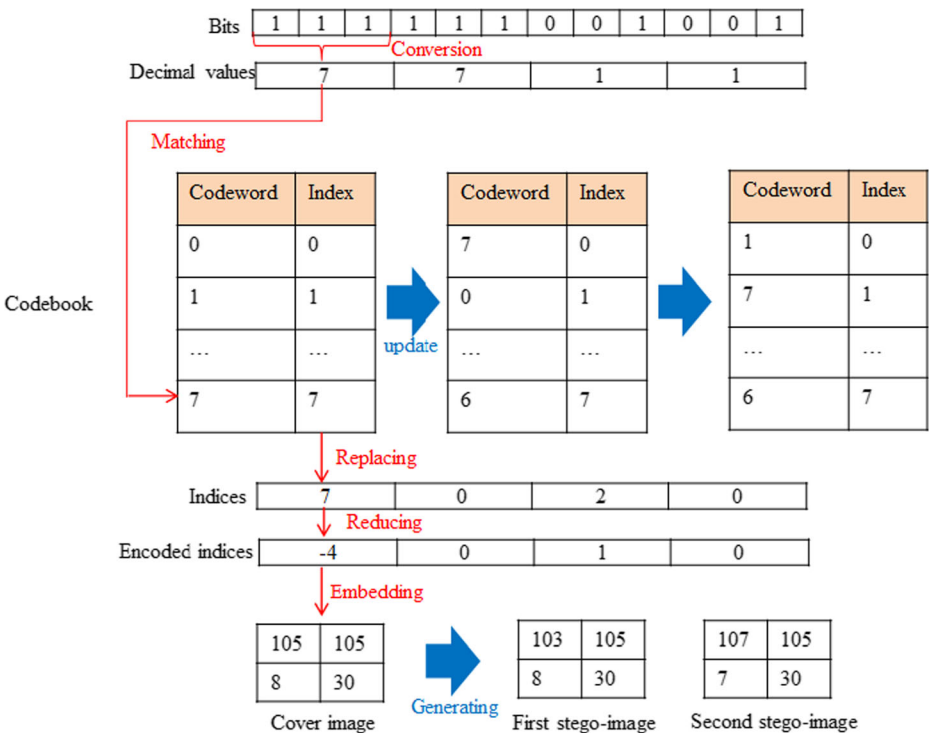 Bits 1 1 1 1 1 1 0 0 1 0 0 1
Conversion
Decimal values 7 7 1 1
Matching
Codeword Index
0 0
1 1
... ...
7 7
update
Codeword Index
7 0
0 1
... ...
6 7
Codeword Index
1 0
7 1
... ...
6 7
Codebook
Replacing
Indices 7 0 2 0
Reducing
Encoded indices -4 0 1 0
Embedding
105 105
8 30
Cover image
Generating
103 105
8 30
First stego-image
107 105
7 30
Second stego-image